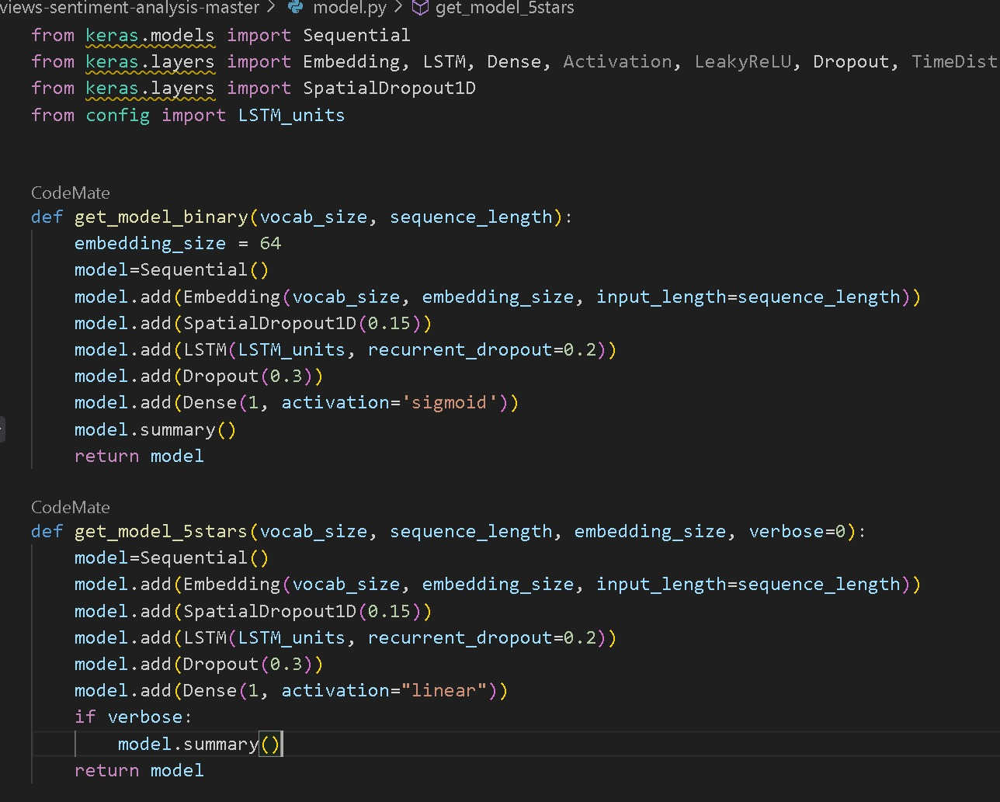 views-sentiment-analysis-master > model.py > get_model_5stars
from keras.models import Sequential
from keras.layers import Embedding, LSTM, Dense, Activation, LeakyReLU, Dropout, TimeDist
from keras.layers import SpatialDropout1D
from config import LSTM_units
CodeMate
def get_model_binary(vocab_size, sequence_length):
    embedding_size = 64
    model=Sequential()
    model.add(Embedding(vocab_size, embedding_size, input_length=sequence_length))
    model.add(SpatialDropout1D(0.15))
    model.add(LSTM(LSTM_units, recurrent_dropout=0.2))
    model.add(Dropout(0.3))
    model.add(Dense(1, activation='sigmoid'))
    model.summary()
    return model
CodeMate
def get_model_5stars(vocab_size, sequence_length, embedding_size, verbose=0):
    model=Sequential()
    model.add(Embedding(vocab_size, embedding_size, input_length=sequence_length))
    model.add(SpatialDropout1D(0.15))
    model.add(LSTM(LSTM_units, recurrent_dropout=0.2))
    model.add(Dropout(0.3))
    model.add(Dense(1, activation="linear"))
    if verbose:
        model.summary()
    return model